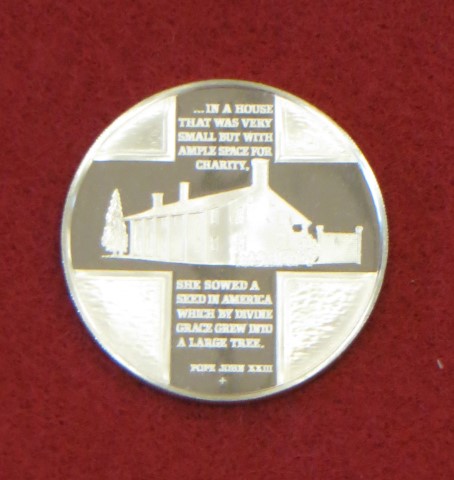 ...IN A HOUSE
THAT WAS VERY
SMALL BUT WITH
AMPLE SPACE FOR
CHARITY,
SHE SOWED A
SEED IN AMERICA
WHICH BY DIVINE
GRACE GREW INTO
A LARGE TREE.
POPE JOHN XXIII